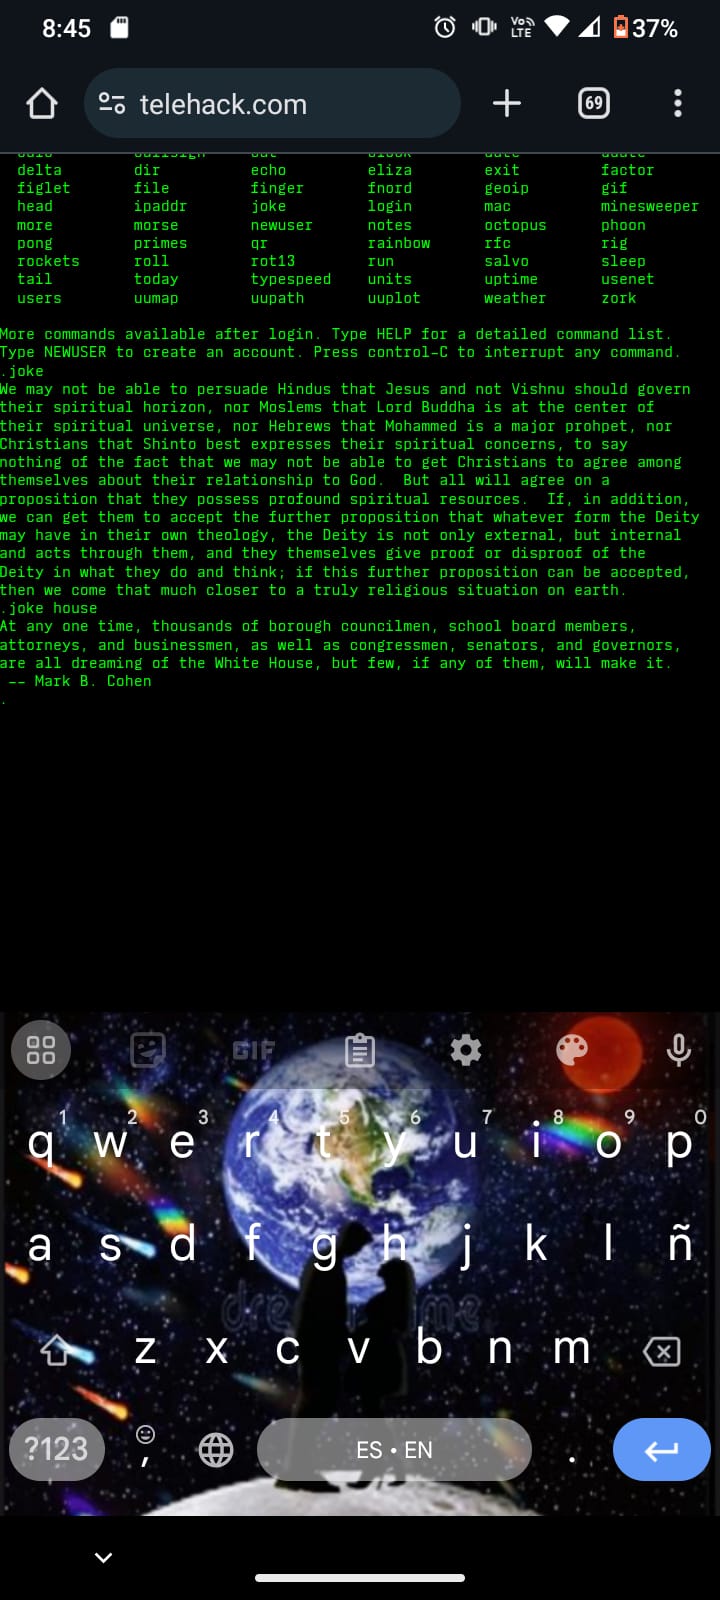 8:45 Vo LTE 37%
telehack.com 69
delta dir echo eliza exit factor
figlet file finger fnord geoip gif
head ipaddr joke login mac minesweeper
more morse newuser notes octopus phoon
pong primes qr rainbow rfc rig
rockets roll rot13 run salvo sleep
tail today typespeed units uptime usenet
users uumap uupath uuplot weather zork
More commands available after login. Type HELP for a detailed command list.
Type NEWUSER to create an account. Press control-C to interrupt any command.
.joke
We may not be able to persuade Hindus that Jesus and not Vishnu should govern
their spiritual horizon, nor Moslems that Lord Buddha is at the center of
their spiritual universe, nor Hebrews that Mohammed is a major prohpet, nor
Christians that Shinto best expresses their spiritual concerns, to say
nothing of the fact that we may not be able to get Christians to agree among
themselves about their relationship to God.  But all will agree on a
proposition that they possess profound spiritual resources.  If, in addition,
we can get them to accept the further proposition that whatever form the Deity
may have in their own theology, the Deity is not only external, but internal
and acts through them, and they themselves give proof or disproof of the
Deity in what they do and think; if this further proposition can be accepted,
then we come that much closer to a truly religious situation on earth.
.joke house
At any one time, thousands of borough councilmen, school board members,
attorneys, and businessmen, as well as congressmen, senators, and governors,
are all dreaming of the White House, but few, if any of them, will make it.
-- Mark B. Cohen
.
GIF
1 2 3 4 5 6 7 8 9 0
q w e r t y u i o p
a s d f g h j k l ñ
z x c v b n m
?123 , ES • EN .